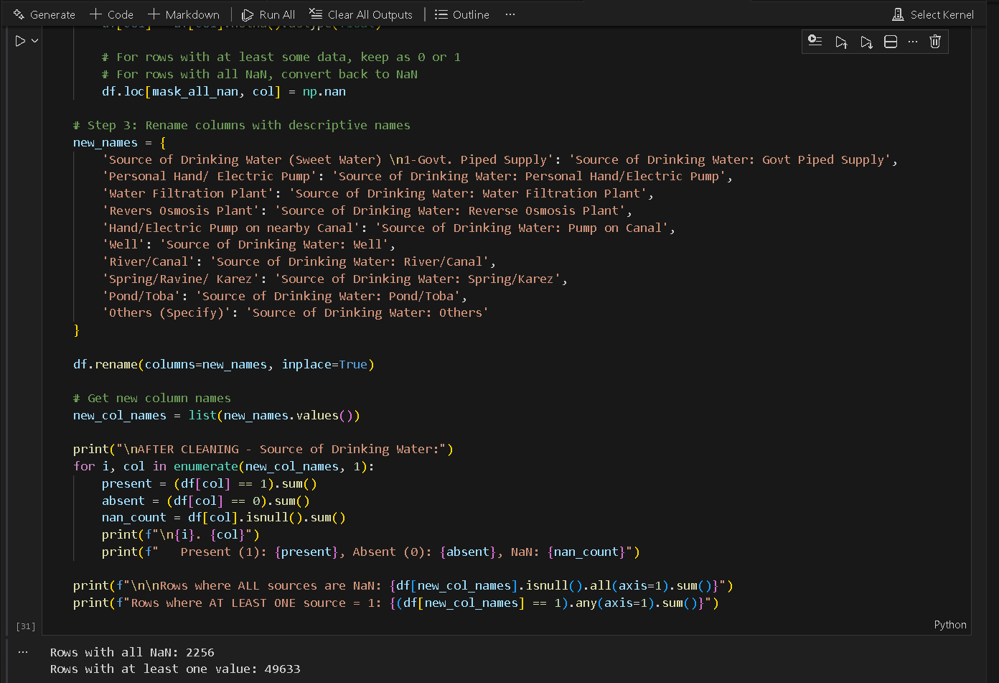 Generate + Code + Markdown Run All Clear All Outputs Outline ... Select Kernel
# For rows with at least some data, keep as 0 or 1
# For rows with all NaN, convert back to NaN
df.loc[mask_all_nan, col] = np.nan
# Step 3: Rename columns with descriptive names
new_names = {
'Source of Drinking Water (Sweet Water) \n1-Govt. Piped Supply': 'Source of Drinking Water: Govt Piped Supply',
'Personal Hand/ Electric Pump': 'Source of Drinking Water: Personal Hand/Electric Pump',
'Water Filtration Plant': 'Source of Drinking Water: Water Filtration Plant',
'Revers Osmosis Plant': 'Source of Drinking Water: Reverse Osmosis Plant',
'Hand/Electric Pump on nearby Canal': 'Source of Drinking Water: Pump on Canal',
'Well': 'Source of Drinking Water: Well',
'River/Canal': 'Source of Drinking Water: River/Canal',
'Spring/Ravine/ Karez': 'Source of Drinking Water: Spring/Karez',
'Pond/Toba': 'Source of Drinking Water: Pond/Toba',
'Others (Specify)': 'Source of Drinking Water: Others'
}
df.rename(columns=new_names, inplace=True)
# Get new column names
new_col_names = list(new_names.values())
print("\nAFTER CLEANING - Source of Drinking Water:")
for i, col in enumerate(new_col_names, 1):
present = (df[col] == 1).sum()
absent = (df[col] == 0).sum()
nan_count = df[col].isnull().sum()
print(f"\n{i}. {col}")
print(f"   Present (1): {present}, Absent (0): {absent}, NaN: {nan_count}")
print(f"\n\nRows where ALL sources are NaN: {df[new_col_names].isnull().all(axis=1).sum()}")
print(f"Rows where AT LEAST ONE source = 1: {(df[new_col_names] == 1).any(axis=1).sum()}")
[31]
Python
... Rows with all NaN: 2256
Rows with at least one value: 49633